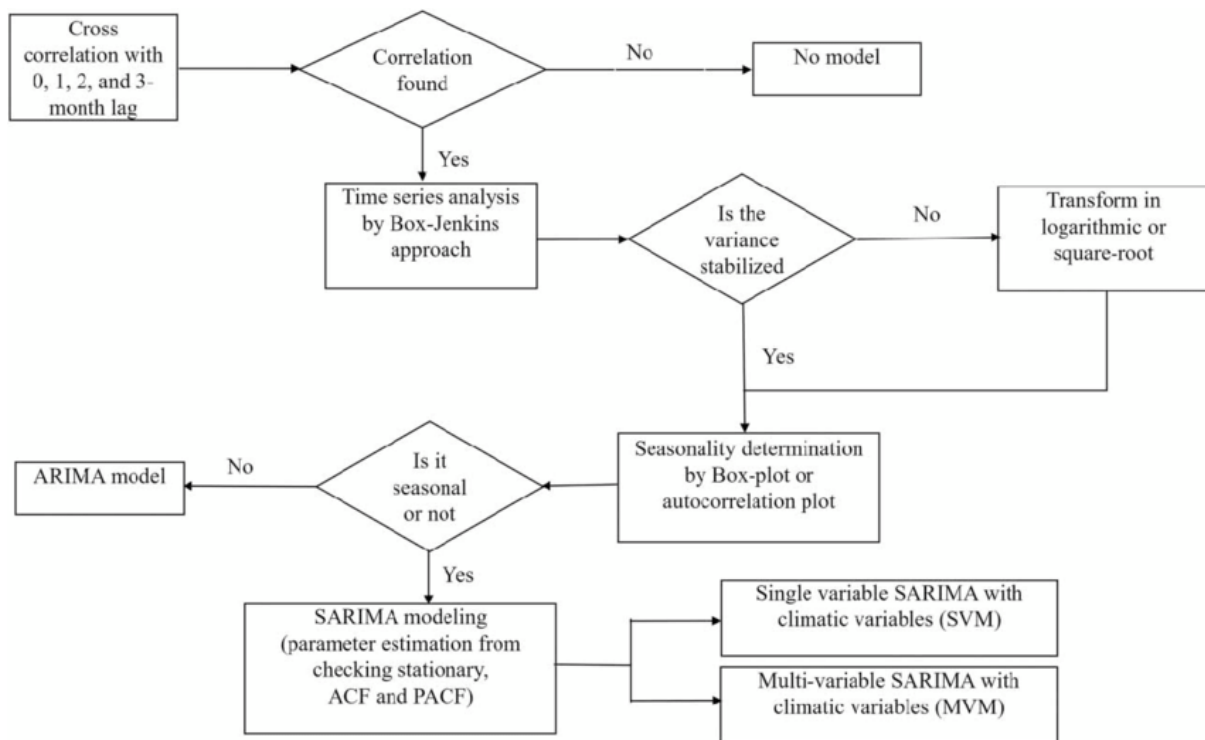 Cross
correlation with
0, 1, 2, and 3-
month lag
Correlation
found
No
No model
Yes
Time series analysis
by Box-Jenkins
approach
Is the
variance
stabilized
No
Transform in
logarithmic or
square-root
Yes
Seasonality determination
by Box-plot or
autocorrelation plot
Is it
seasonal
or not
No
ARIMA model
Yes
SARIMA modeling
(parameter estimation from
checking stationary,
ACF and PACF)
Single variable SARIMA with
climatic variables (SVM)
Multi-variable SARIMA with
climatic variables (MVM)